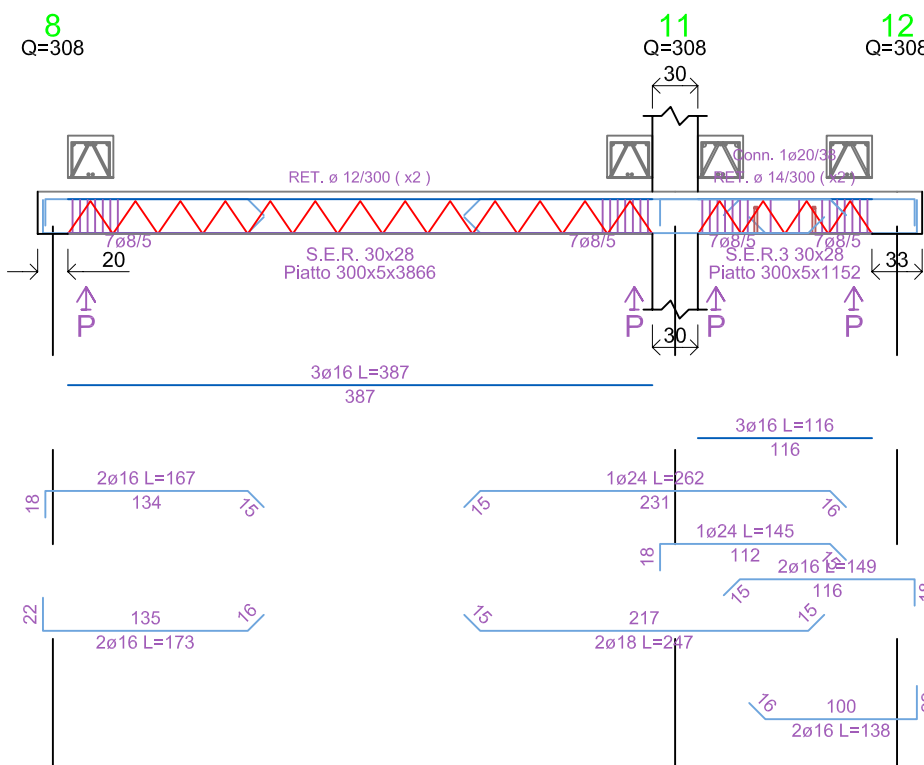 8 11 12
Q=308 Q=308 Q=308
30
Conn. 1ø20/38
RET. ø 12/300 ( x2 ) RET. ø 14/300 ( x2 )
7ø8/5 7ø8/5 7ø8/5 7ø8/5
S.E.R. 30x28 S.E.R.3 30x28
20 Piatto 300x5x3866 Piatto 300x5x1152 33
P P P P
30
3ø16 L=387
387
3ø16 L=116
116
2ø16 L=167 1ø24 L=262
18 134 15 15 231 16
1ø24 L=145
18 112 15
2ø16 L=149
15 116 18
22 135 16 15 217 15
2ø16 L=173 2ø18 L=247
16 100
2ø16 L=138